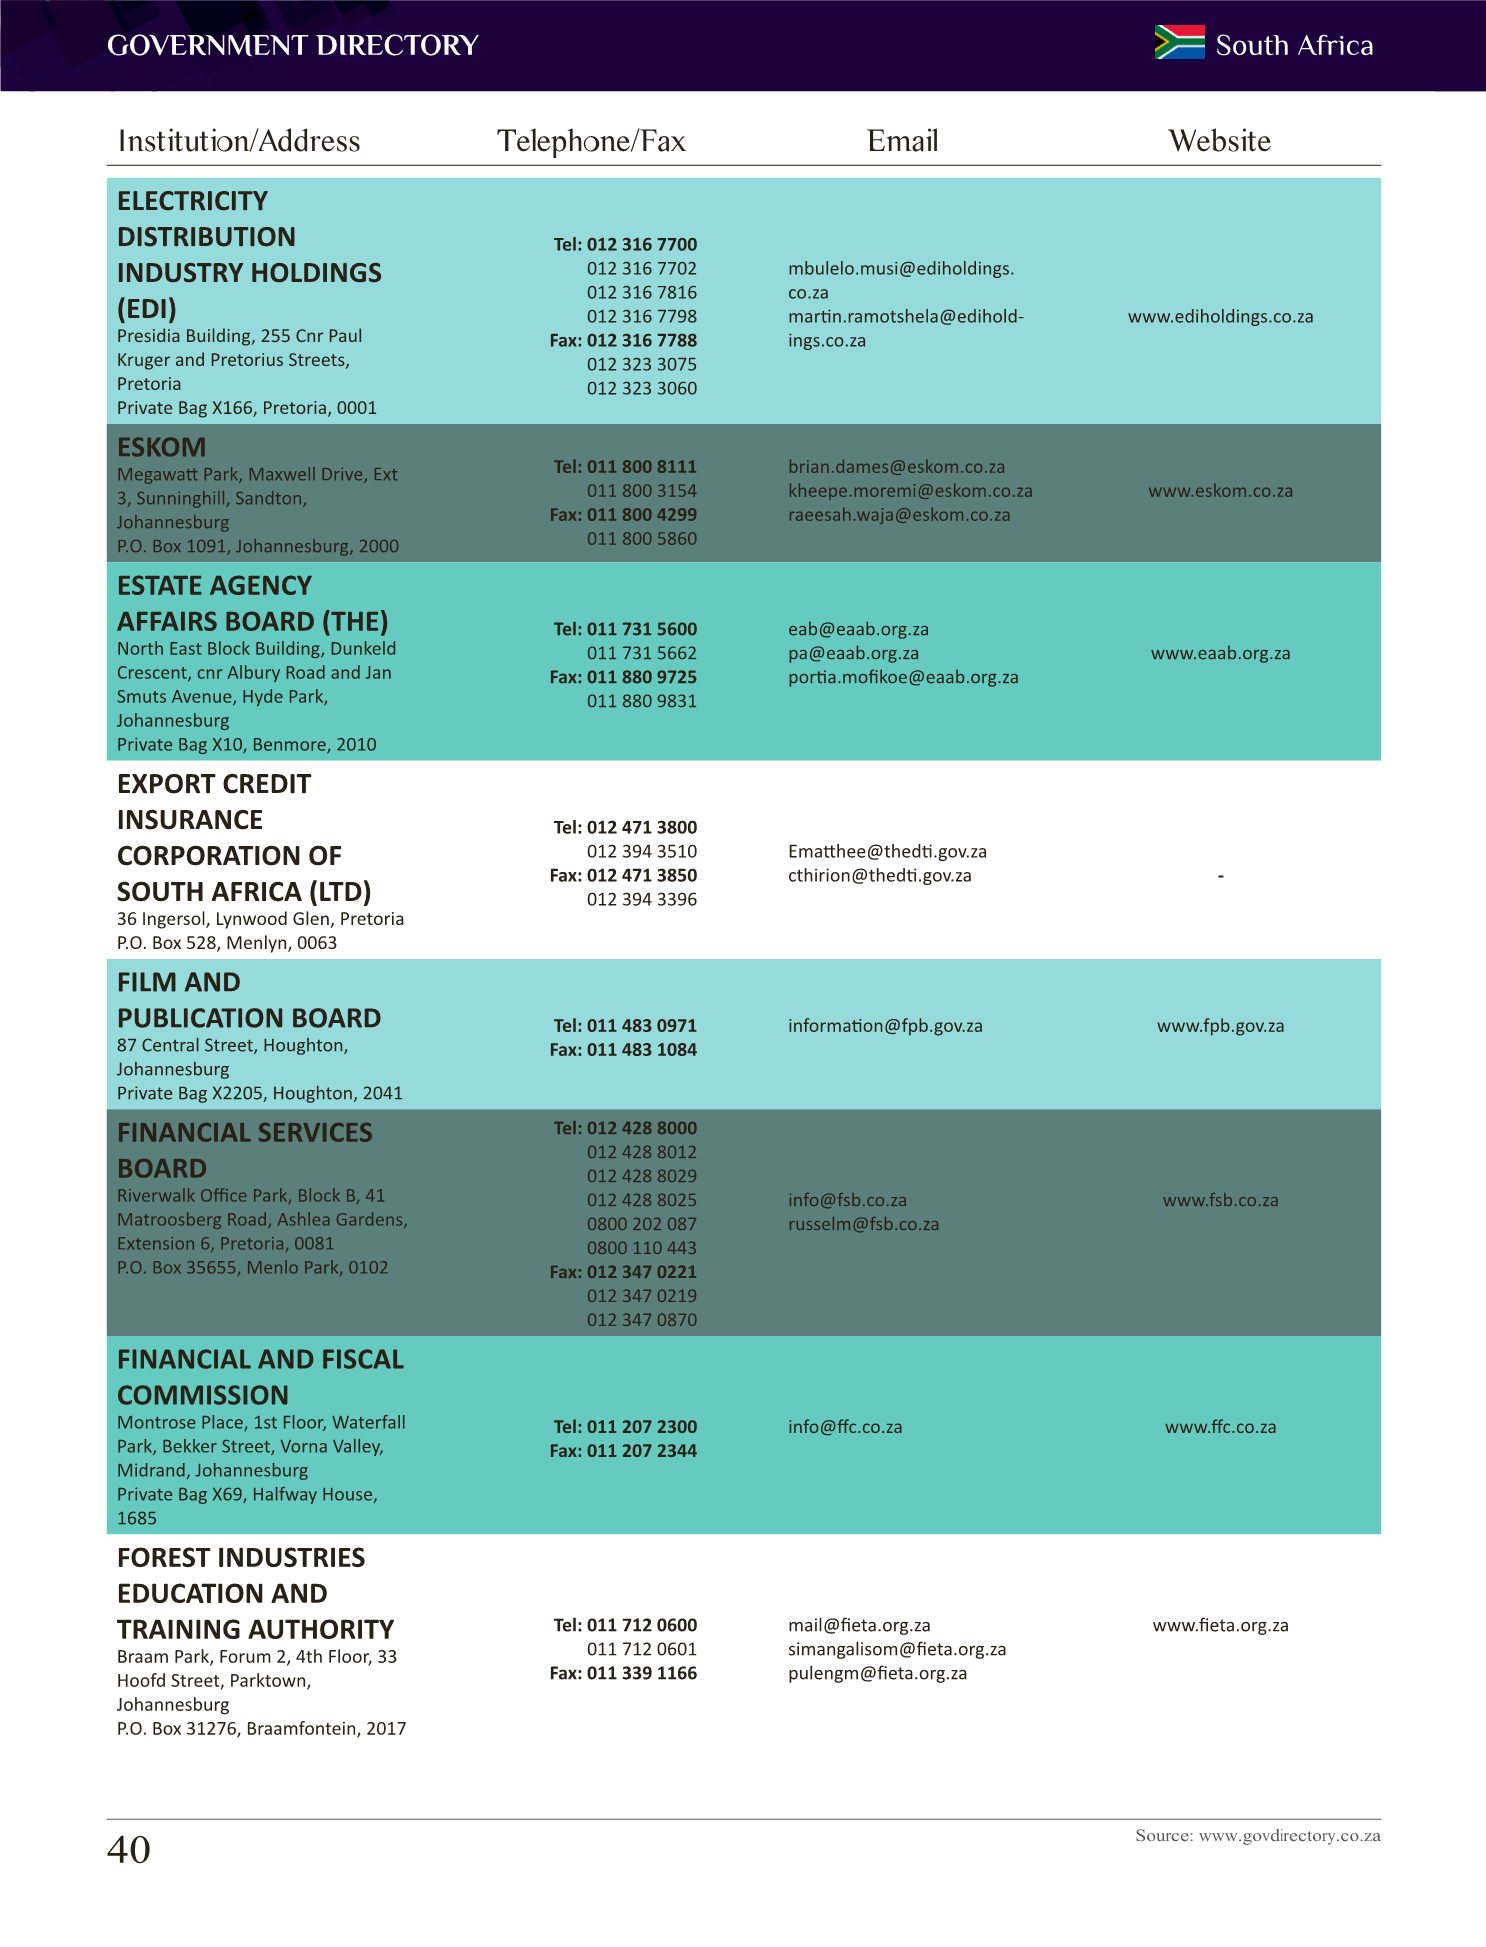 GOVERNMENT DIRECTORY
South Africa
Institution/Address Telephone/Fax Email Website
ELECTRICITY
DISTRIBUTION
INDUSTRY HOLDINGS
(EDI)
Presidia Building, 255 Cnr Paul
Kruger and Pretorius Streets,
Pretoria
Private Bag X166, Pretoria, 0001
Tel: 012 316 7700
012 316 7702
012 316 7816
012 316 7798
Fax: 012 316 7788
012 323 3075
012 323 3060
mbulelo.musi@ediholdings.
co.za
martin.ramotshela@edihold-
ings.co.za
www.ediholdings.co.za
ESKOM
Megawatt Park, Maxwell Drive, Ext
3, Sunninghill, Sandton,
Johannesburg
P.O. Box 1091, Johannesburg, 2000
Tel: 011 800 8111
011 800 3154
Fax: 011 800 4299
011 800 5860
brian.dames@eskom.co.za
kheepe.moremi@eskom.co.za
raeesah.waja@eskom.co.za
www.eskom.co.za
ESTATE AGENCY
AFFAIRS BOARD (THE)
North East Block Building, Dunkeld
Crescent, cnr Albury Road and Jan
Smuts Avenue, Hyde Park,
Johannesburg
Private Bag X10, Benmore, 2010
Tel: 011 731 5600
011 731 5662
Fax: 011 880 9725
011 880 9831
eab@eaab.org.za
pa@eaab.org.za
portia.mofikoe@eaab.org.za
www.eaab.org.za
EXPORT CREDIT
INSURANCE
CORPORATION OF
SOUTH AFRICA (LTD)
36 Ingersol, Lynwood Glen, Pretoria
P.O. Box 528, Menlyn, 0063
Tel: 012 471 3800
012 394 3510
Fax: 012 471 3850
012 394 3396
Ematthee@thedti.gov.za
cthirion@thedti.gov.za
-
FILM AND
PUBLICATION BOARD
87 Central Street, Houghton,
Johannesburg
Private Bag X2205, Houghton, 2041
Tel: 011 483 0971
Fax: 011 483 1084
information@fpb.gov.za
www.fpb.gov.za
FINANCIAL SERVICES
BOARD
Riverwalk Office Park, Block B, 41
Matroosberg Road, Ashlea Gardens,
Extension 6, Pretoria, 0081
P.O. Box 35655, Menlo Park, 0102
Tel: 012 428 8000
012 428 8012
012 428 8029
012 428 8025
0800 202 087
0800 110 443
Fax: 012 347 0221
012 347 0219
012 347 0870
info@fsb.co.za
russelm@fsb.co.za
www.fsb.co.za
FINANCIAL AND FISCAL
COMMISSION
Montrose Place, 1st Floor, Waterfall
Park, Bekker Street, Vorna Valley,
Midrand, Johannesburg
Private Bag X69, Halfway House,
1685
Tel: 011 207 2300
Fax: 011 207 2344
info@ffc.co.za
www.ffc.co.za
FOREST INDUSTRIES
EDUCATION AND
TRAINING AUTHORITY
Braam Park, Forum 2, 4th Floor, 33
Hoofd Street, Parktown,
Johannesburg
P.O. Box 31276, Braamfontein, 2017
Tel: 011 712 0600
011 712 0601
Fax: 011 339 1166
mail@fieta.org.za
simangalisom@fieta.org.za
pulengm@fieta.org.za
www.fieta.org.za
40
Source: www.govdirectory.co.za